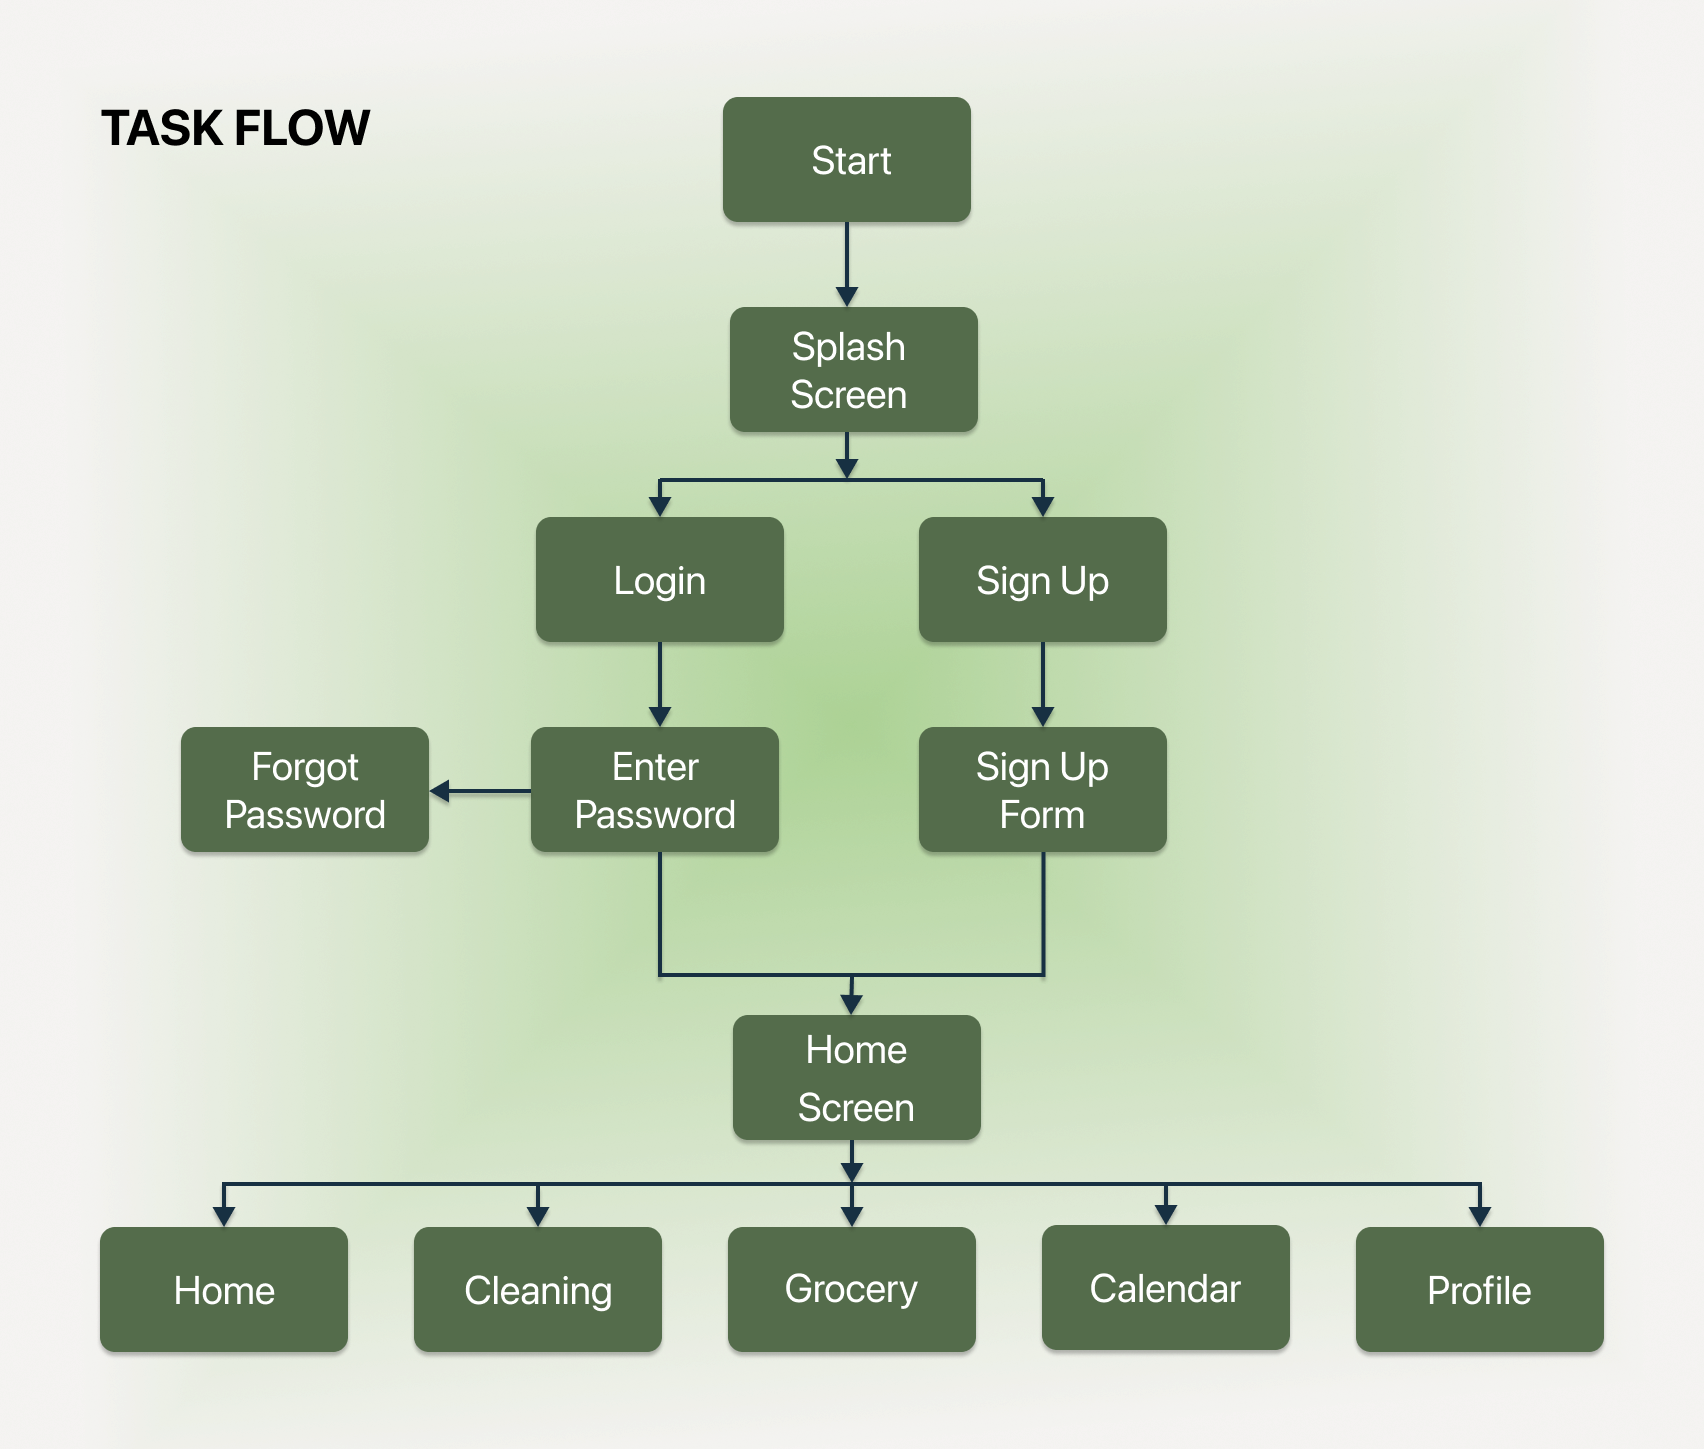 TASK FLOW
Start
Splash
Screen
Login
Sign Up
Forgot
Password
Enter
Password
Sign Up
Form
Home
Screen
Home
Cleaning
Grocery
Calendar
Profile